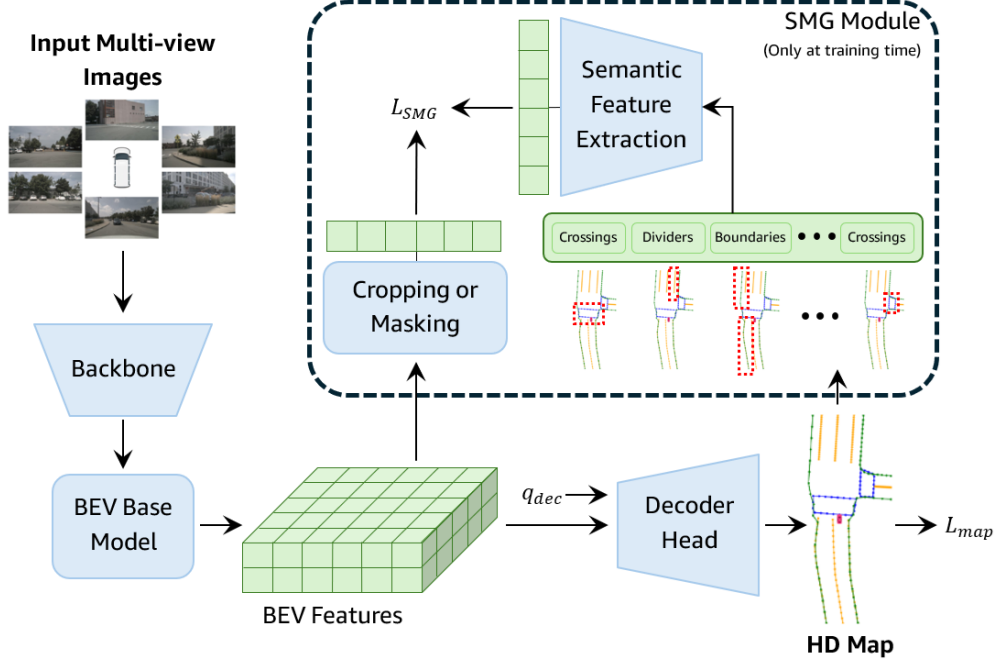 Input Multi-view
Images
Backbone
BEV Base
Model
BEV Features
SMG Module
(Only at training time)
L_SMG
Semantic
Feature
Extraction
Cropping or
Masking
Crossings
Dividers
Boundaries
•••
Crossings
•••
q_dec
Decoder
Head
L_map
HD Map